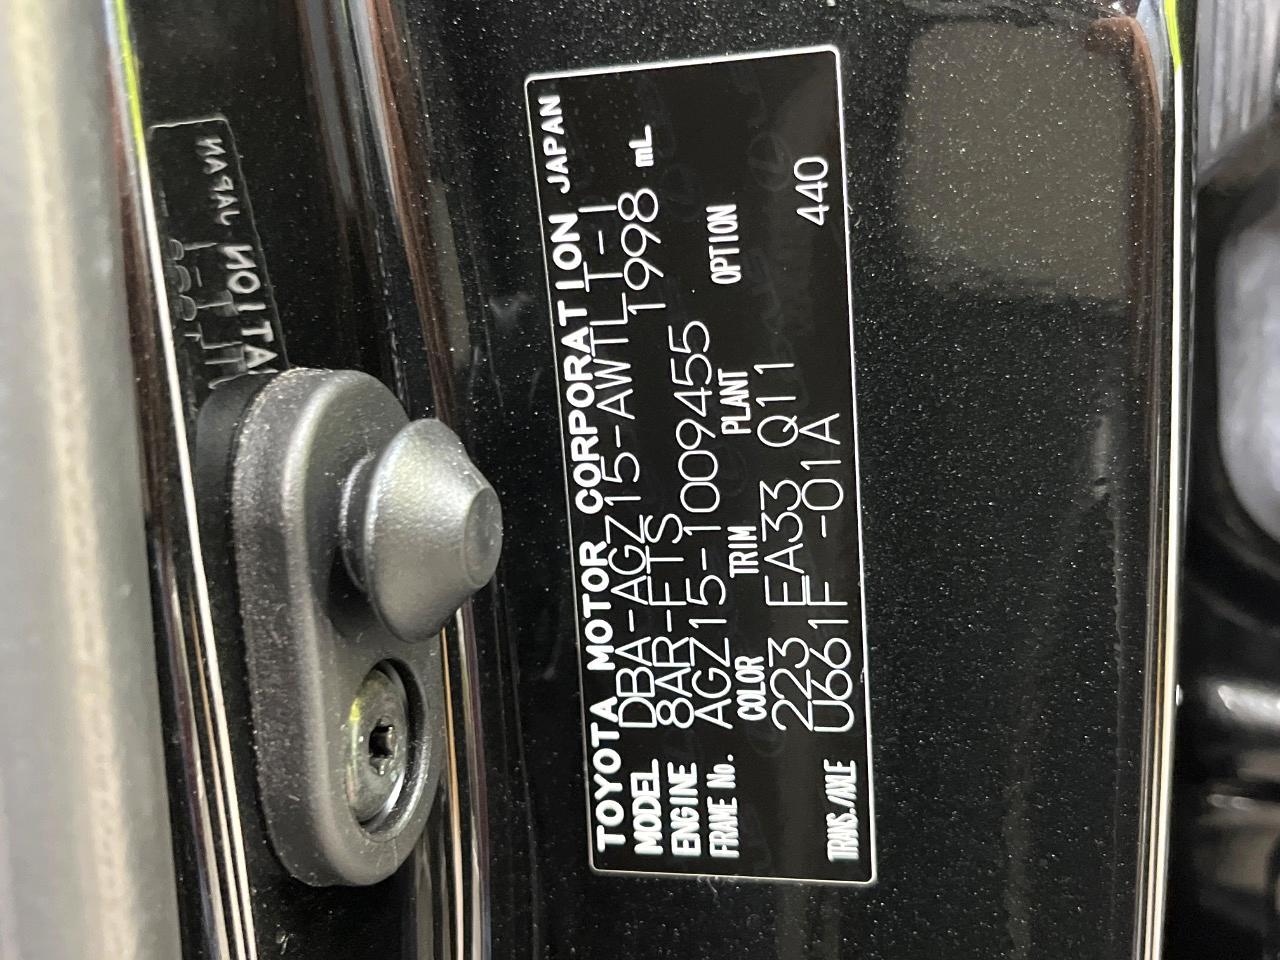 TOYOTA MOTOR CORPORATION JAPAN
MODEL DBA-AGZ15-AWTLT-I
ENGINE 8AR-FTS 1998 mL
FRAME No. AGZ15-1009455
COLOR TRIM PLANT OPTION
223 EA33 Q11
TRANS./AXLE U661F -01A 440